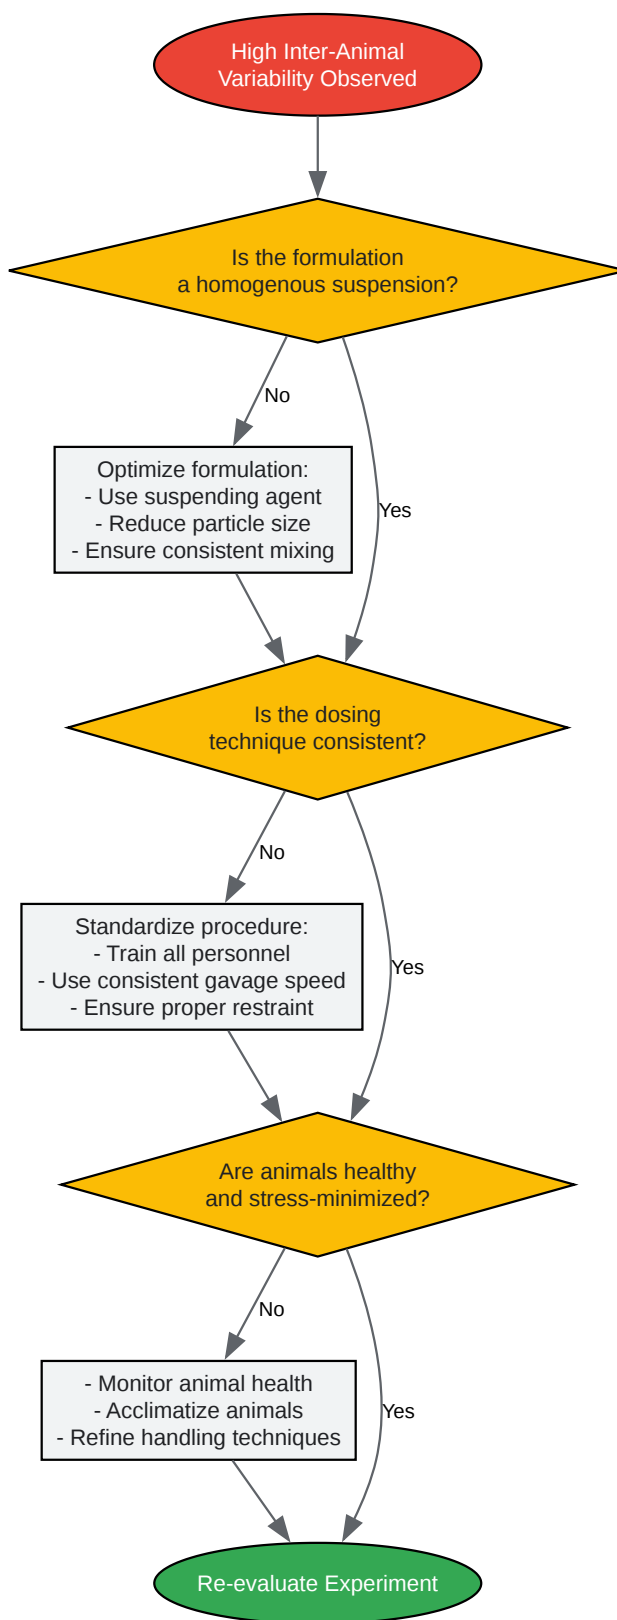 High Inter-Animal
Variability Observed
Is the formulation
a homogenous suspension?
No
Optimize formulation:
- Use suspending agent
- Reduce particle size
- Ensure consistent mixing
Yes
Is the dosing
technique consistent?
No
Standardize procedure:
- Train all personnel
- Use consistent gavage speed
- Ensure proper restraint
Yes
Are animals healthy
and stress-minimized?
No
- Monitor animal health
- Acclimatize animals
- Refine handling techniques
Yes
Re-evaluate Experiment